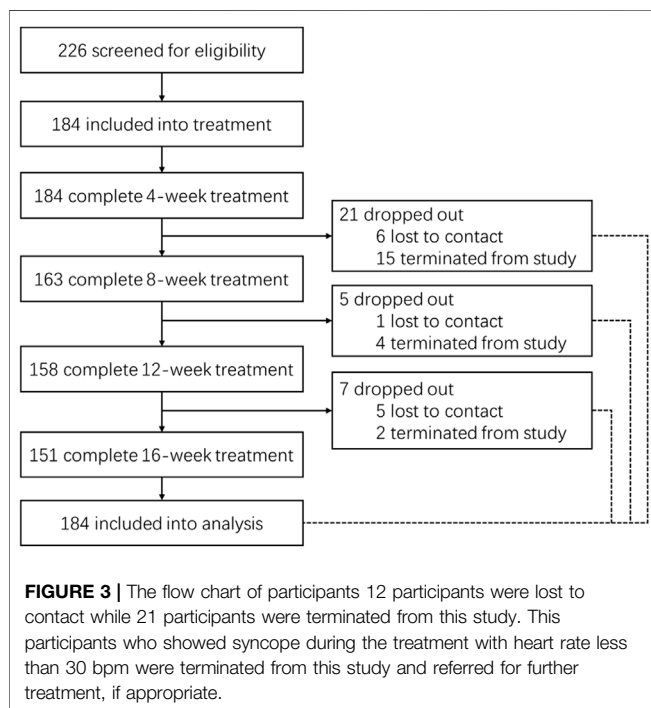 226 screened for eligibility
184 included into treatment
184 complete 4-week treatment
21 dropped out
6 lost to contact
15 terminated from study
163 complete 8-week treatment
5 dropped out
1 lost to contact
4 terminated from study
158 complete 12-week treatment
7 dropped out
5 lost to contact
2 terminated from study
151 complete 16-week treatment
184 included into analysis
FIGURE 3 | The flow chart of participants 12 participants were lost to
contact while 21 participants were terminated from this study. This
participants who showed syncope during the treatment with heart rate less
than 30 bpm were terminated from this study and referred for further
treatment, if appropriate.